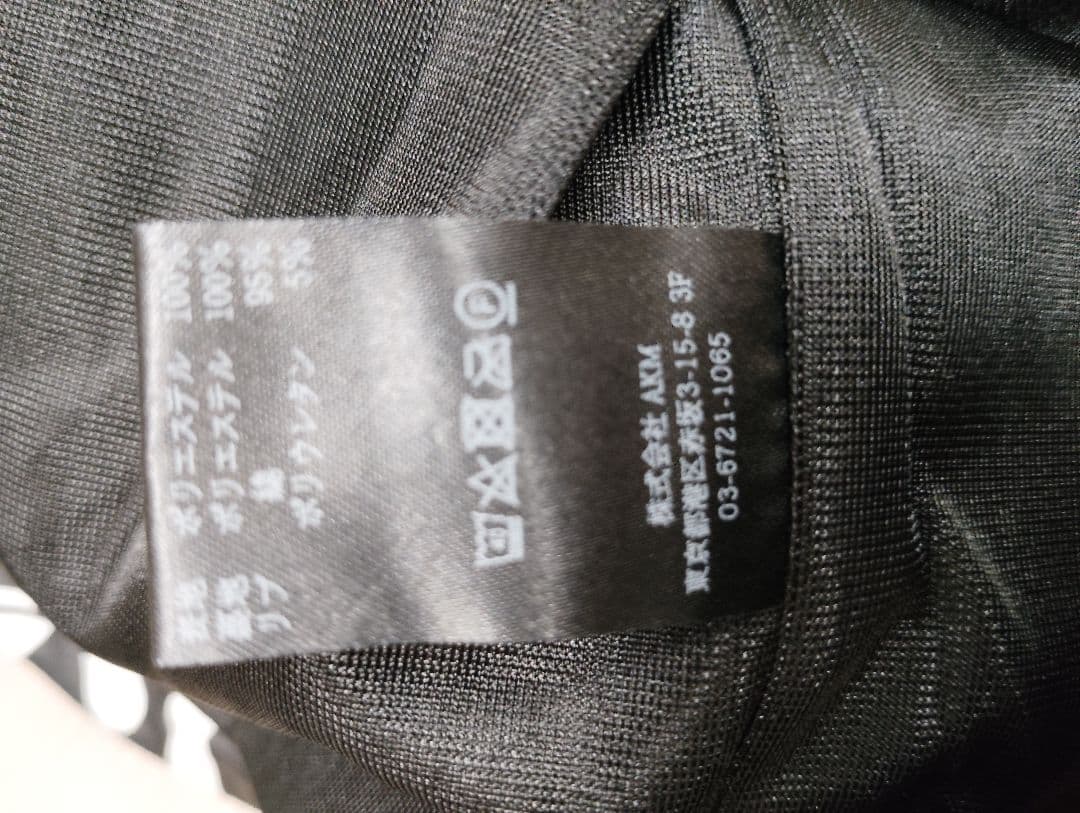 表地 ポリエステル 100%
裏地 ポリエステル 100%
リブ 綿 95%
ポリウレタン 5%
株式会社 AKM
東京都港区赤坂3-15-8 3F
03-6721-1065